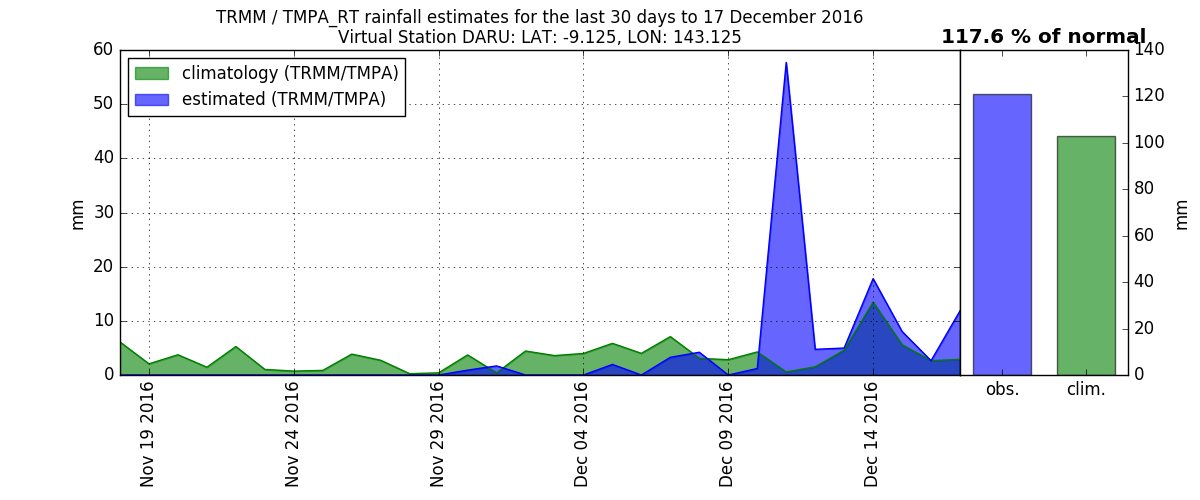 TRMM / TMPA_RT rainfall estimates for the last 30 days to 17 December 2016
Virtual Station DARU: LAT: -9.125, LON: 143.125
117.6 % of normal
climatology (TRMM/TMPA)
estimated (TRMM/TMPA)
60
50
40
30
20
10
0
mm
Nov 19 2016
Nov 24 2016
Nov 29 2016
Dec 04 2016
Dec 09 2016
Dec 14 2016
obs.
clim.
140
120
100
80
60
40
20
0
mm